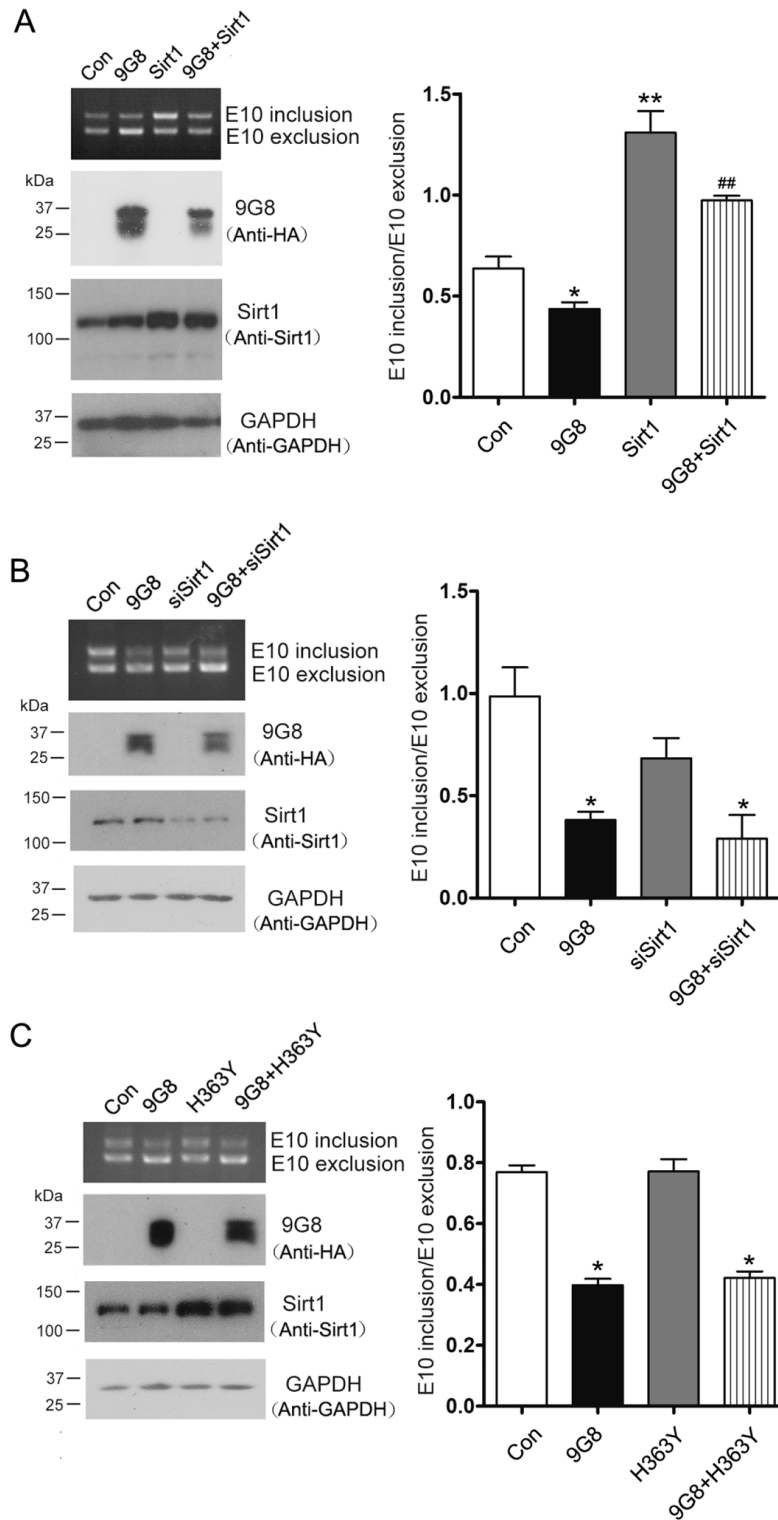 A
Con 9G8 Sirt1 9G8+Sirt1
E10 inclusion
E10 exclusion
kDa
37
25
9G8
(Anti-HA)
150
100
Sirt1
(Anti-Sirt1)
37
25
GAPDH
(Anti-GAPDH)
E10 inclusion/E10 exclusion
1.5
1.0
0.5
0.0
*
**
##
Con 9G8 Sirt1 9G8+Sirt1
B
Con 9G8 siSirt1 9G8+siSirt1
E10 inclusion
E10 exclusion
kDa
37
25
9G8
(Anti-HA)
150
100
Sirt1
(Anti-Sirt1)
37
25
GAPDH
(Anti-GAPDH)
E10 inclusion/E10 exclusion
1.5
1.0
0.5
0.0
*
*
Con 9G8 siSirt1 9G8+siSirt1
C
Con 9G8 H363Y 9G8+H363Y
E10 inclusion
E10 exclusion
kDa
37
25
9G8
(Anti-HA)
150
100
Sirt1
(Anti-Sirt1)
37
25
GAPDH
(Anti-GAPDH)
E10 inclusion/E10 exclusion
1.0
0.8
0.6
0.4
0.2
0.0
*
*
Con 9G8 H363Y 9G8+H363Y